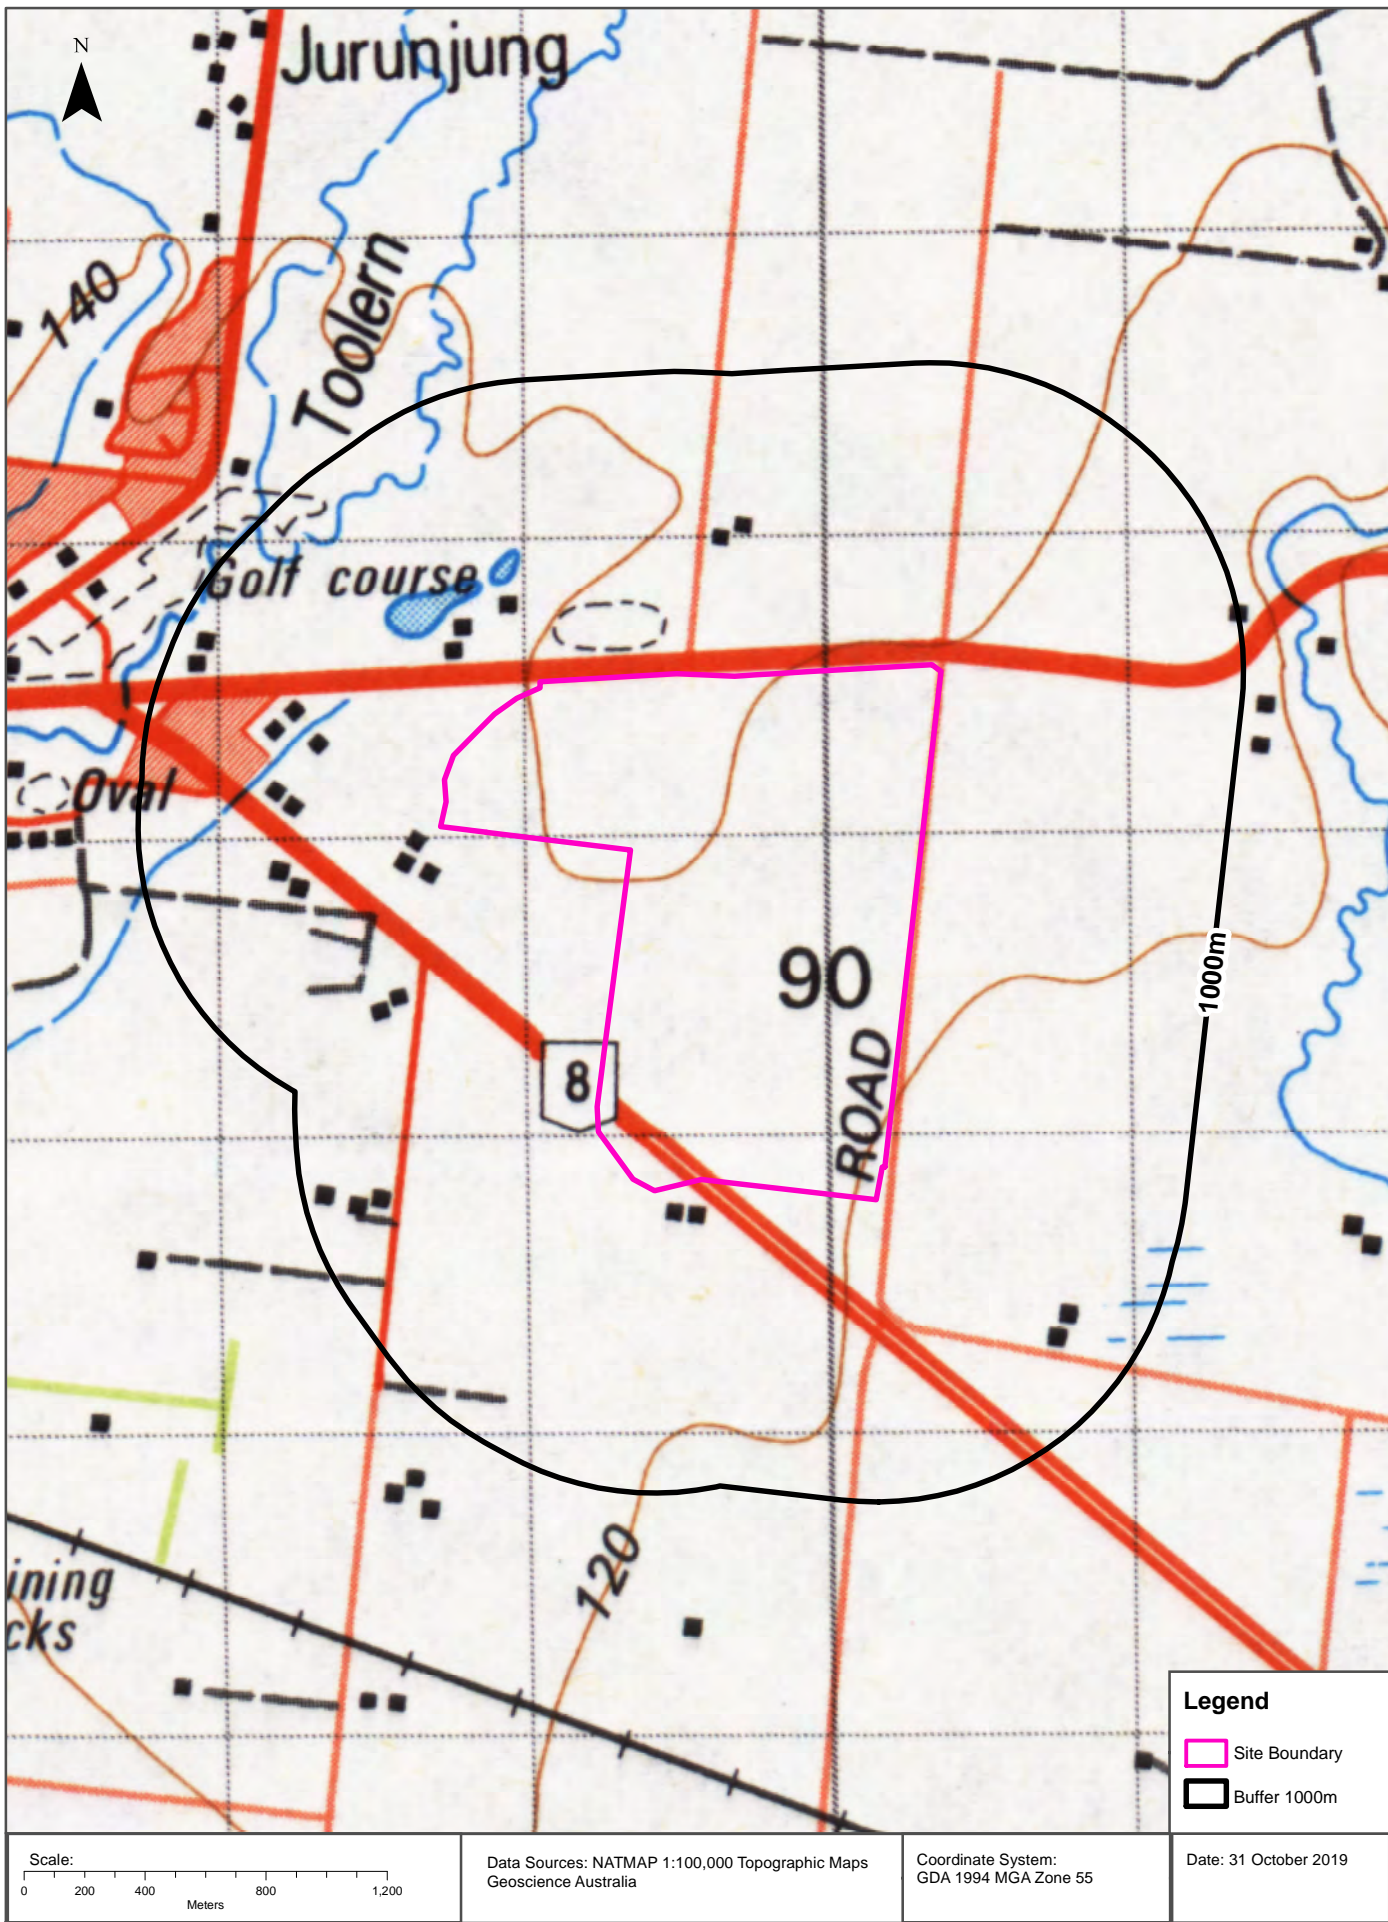 N
Jurunjung
140
Toolern
Golf course
Oval
90
1000m
8
ROAD
120
ining
cks
Legend
Site Boundary
Buffer 1000m
Scale:
0 200 400 800 1,200
Meters
Data Sources: NATMAP 1:100,000 Topographic Maps
Geoscience Australia
Coordinate System:
GDA 1994 MGA Zone 55
Date: 31 October 2019